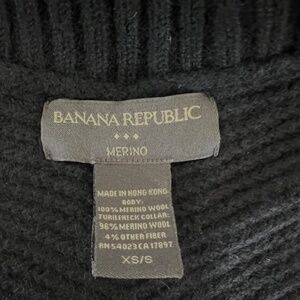 BANANA REPUBLIC
MERINO
MADE IN HONG KONG
BODY:
100% MERINO WOOL
TURTLENECK COLLAR:
96% MERINO WOOL
4% OTHER FIBER
RN 54023 CA 17897
XS/S